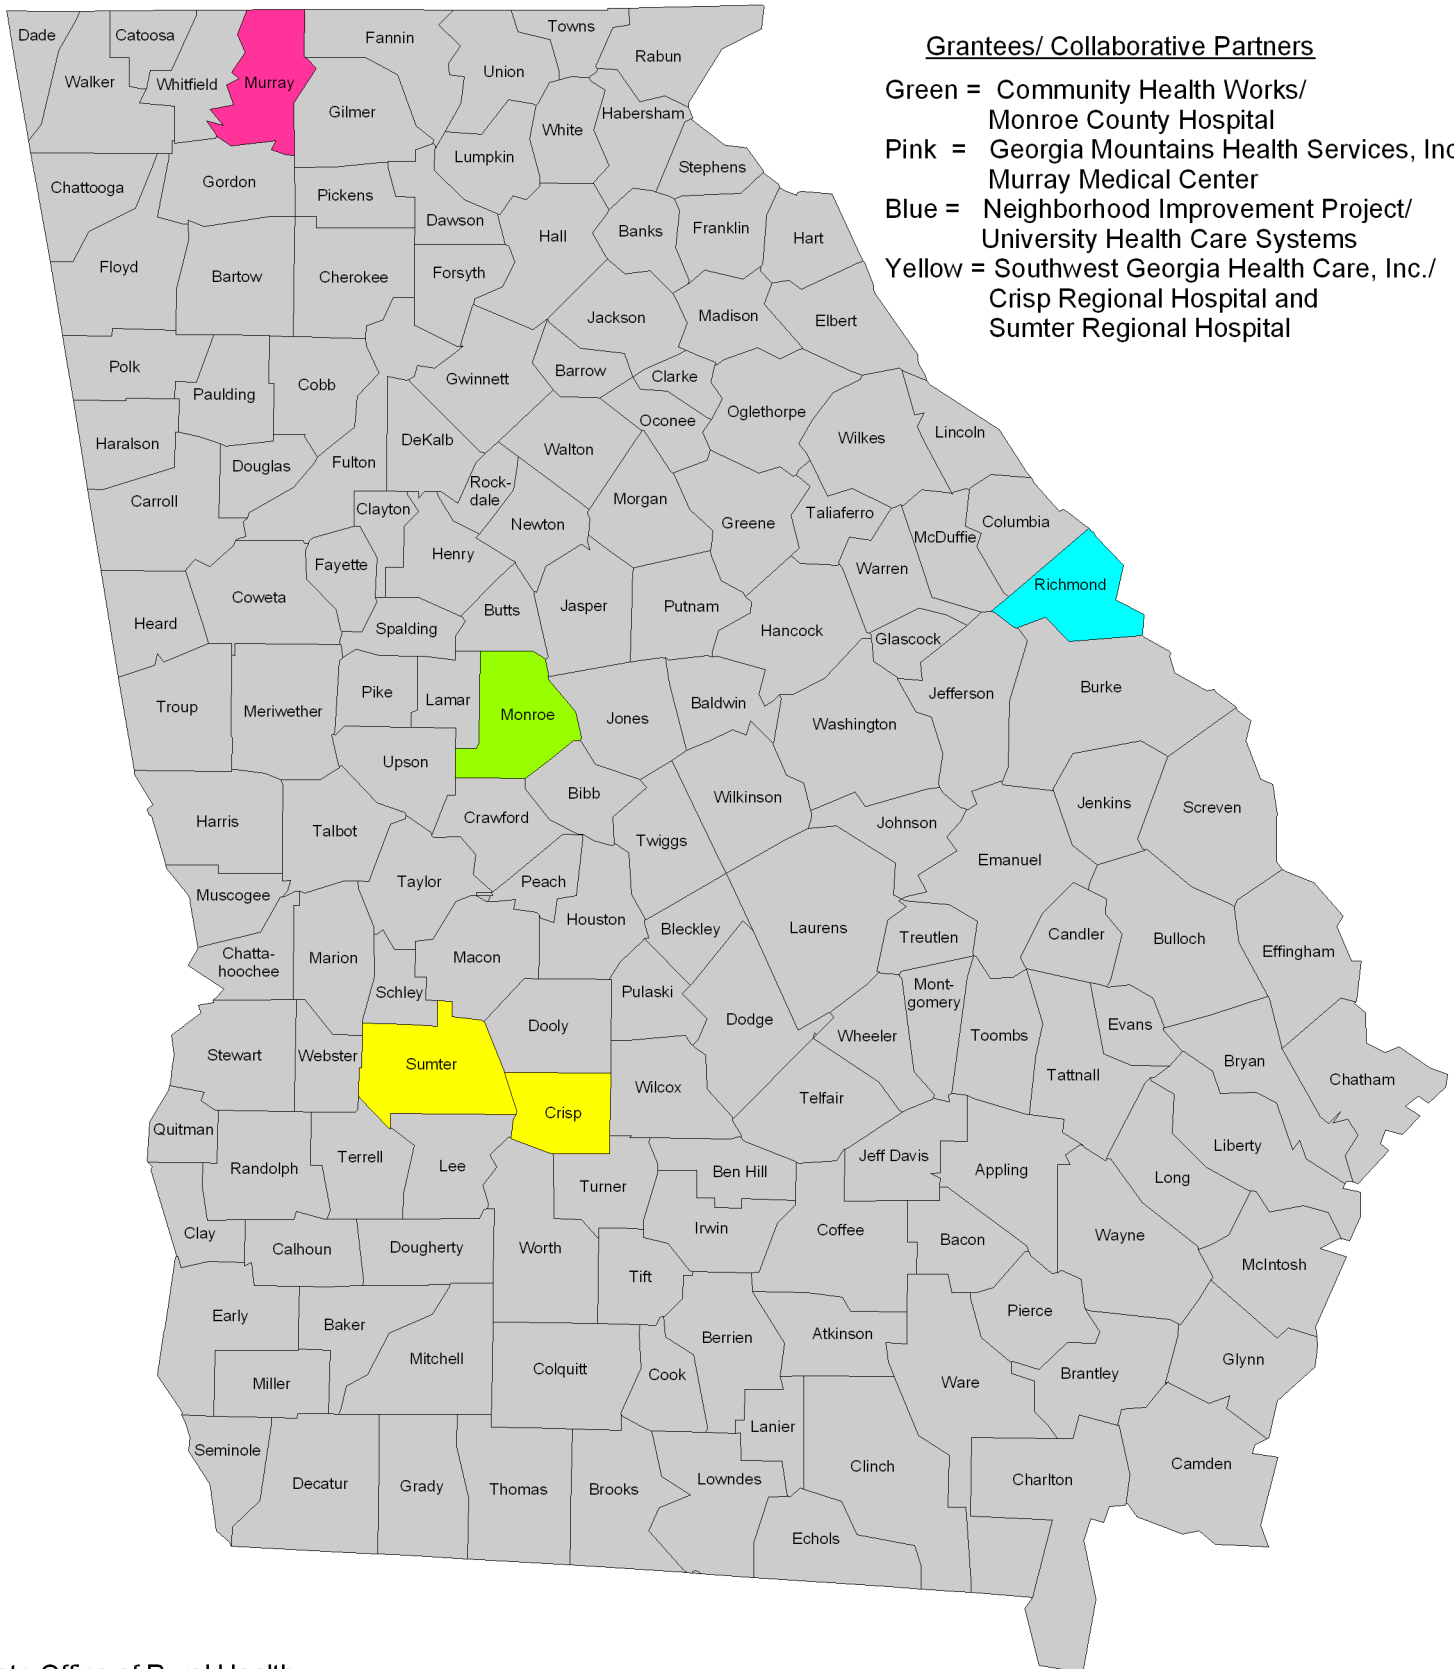 Grantees/ Collaborative Partners
Green = Community Health Works/
Monroe County Hospital
Pink = Georgia Mountains Health Services, Inc
Murray Medical Center
Blue = Neighborhood Improvement Project/
University Health Care Systems
Yellow = Southwest Georgia Health Care, Inc./
Crisp Regional Hospital and
Sumter Regional Hospital
Dade
Catoosa
Walker
Whitfield
Murray
Fannin
Gilmer
Union
Towns
Rabun
White
Habersham
Lumpkin
Stephens
Chattooga
Gordon
Pickens
Dawson
Hall
Banks
Franklin
Hart
Floyd
Bartow
Cherokee
Forsyth
Jackson
Madison
Elbert
Polk
Paulding
Cobb
Gwinnett
Barrow
Clarke
Oconee
Oglethorpe
Wilkes
Lincoln
Haralson
Douglas
Fulton
DeKalb
Walton
Rock-
dale
Morgan
Carroll
Clayton
Newton
Greene
Taliaferro
McDuffie
Columbia
Henry
Fayette
Warren
Richmond
Heard
Coweta
Spalding
Butts
Jasper
Putnam
Hancock
Glascock
Troup
Meriwether
Pike
Lamar
Monroe
Jones
Baldwin
Washington
Jefferson
Burke
Upson
Bibb
Wilkinson
Jenkins
Screven
Harris
Talbot
Crawford
Twiggs
Johnson
Emanuel
Muscogee
Taylor
Peach
Houston
Bleckley
Laurens
Treutlen
Candler
Bulloch
Effingham
Chatta-
hoochee
Marion
Macon
Schley
Pulaski
Dooly
Dodge
Mont-
gomery
Wheeler
Toombs
Evans
Tattnall
Bryan
Chatham
Stewart
Webster
Sumter
Crisp
Wilcox
Telfair
Quitman
Randolph
Terrell
Lee
Turner
Ben Hill
Jeff Davis
Appling
Long
Liberty
Clay
Calhoun
Dougherty
Worth
Irwin
Tift
Coffee
Bacon
Wayne
McIntosh
Early
Baker
Mitchell
Miller
Colquitt
Cook
Berrien
Atkinson
Pierce
Ware
Brantley
Glynn
Seminole
Decatur
Grady
Thomas
Brooks
Lowndes
Lanier
Clinch
Echols
Charlton
Camden
Office of Rural Health